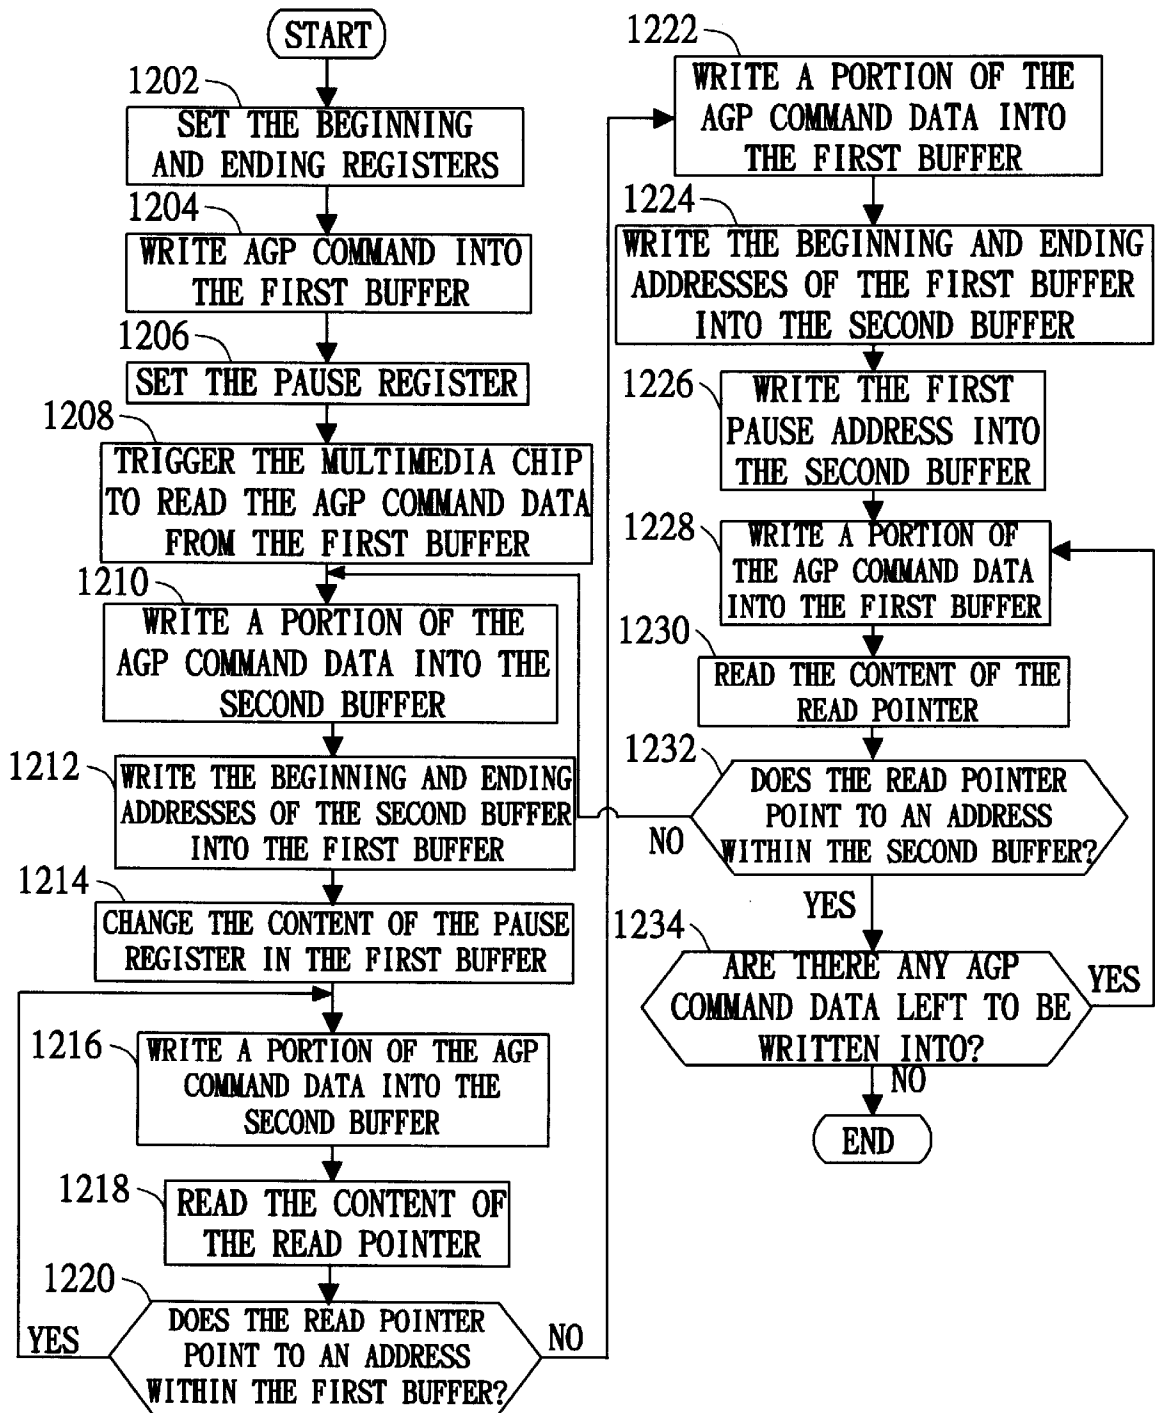 START
1202
SET THE BEGINNING
AND ENDING REGISTERS
1204
WRITE AGP COMMAND INTO
THE FIRST BUFFER
1206
SET THE PAUSE REGISTER
1208
TRIGGER THE MULTIMEDIA CHIP
TO READ THE AGP COMMAND DATA
FROM THE FIRST BUFFER
1210
WRITE A PORTION OF THE
AGP COMMAND DATA INTO THE
SECOND BUFFER
1212
WRITE THE BEGINNING AND ENDING
ADDRESSES OF THE SECOND BUFFER
INTO THE FIRST BUFFER
1214
CHANGE THE CONTENT OF THE PAUSE
REGISTER IN THE FIRST BUFFER
1216
WRITE A PORTION OF THE AGP
COMMAND DATA INTO THE
SECOND BUFFER
1218
READ THE CONTENT OF
THE READ POINTER
1220
DOES THE READ POINTER
POINT TO AN ADDRESS
WITHIN THE FIRST BUFFER?
YES
NO
1222
WRITE A PORTION OF THE
AGP COMMAND DATA INTO
THE FIRST BUFFER
1224
WRITE THE BEGINNING AND ENDING
ADDRESSES OF THE FIRST BUFFER
INTO THE SECOND BUFFER
1226
WRITE THE FIRST
PAUSE ADDRESS INTO
THE SECOND BUFFER
1228
WRITE A PORTION OF
THE AGP COMMAND DATA
INTO THE FIRST BUFFER
1230
READ THE CONTENT OF THE
READ POINTER
1232
DOES THE READ POINTER
POINT TO AN ADDRESS
WITHIN THE SECOND BUFFER?
NO
YES
1234
ARE THERE ANY AGP
COMMAND DATA LEFT TO BE
WRITTEN INTO?
YES
NO
END